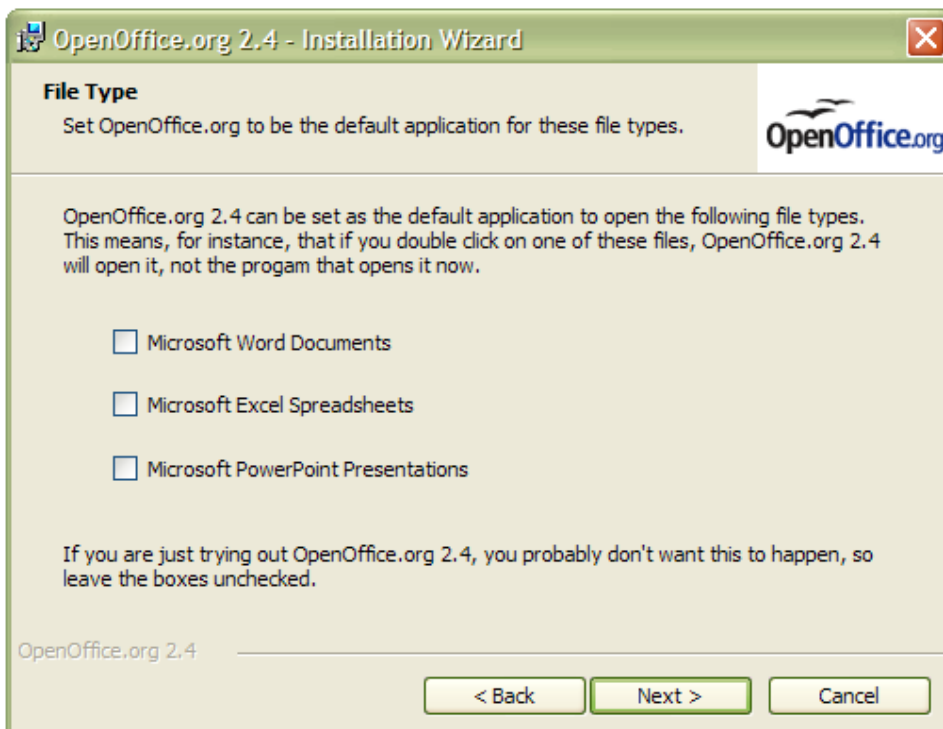 OpenOffice.org 2.4 - Installation Wizard
File Type
Set OpenOffice.org to be the default application for these file types.
OpenOffice.org
OpenOffice.org 2.4 can be set as the default application to open the following file types.
This means, for instance, that if you double click on one of these files, OpenOffice.org 2.4
will open it, not the progam that opens it now.
Microsoft Word Documents
Microsoft Excel Spreadsheets
Microsoft PowerPoint Presentations
If you are just trying out OpenOffice.org 2.4, you probably don't want this to happen, so
leave the boxes unchecked.
OpenOffice.org 2.4
< Back Next > Cancel